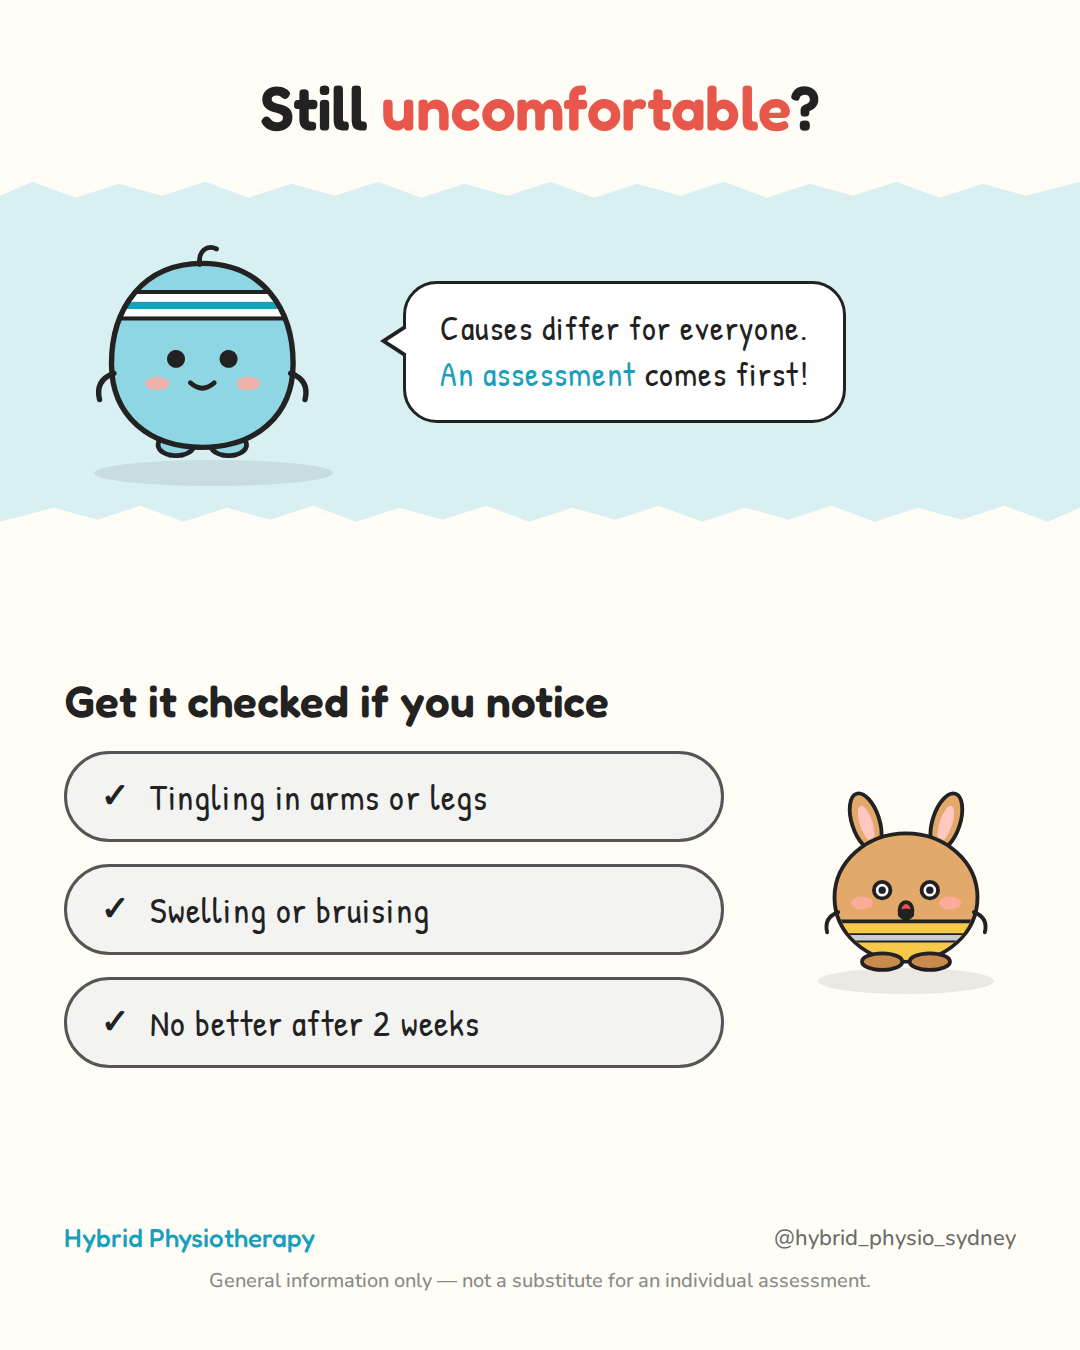 Still uncomfortable?
Causes differ for everyone.
An assessment comes first!
Get it checked if you notice
✓ Tingling in arms or legs
✓ Swelling or bruising
✓ No better after 2 weeks
Hybrid Physiotherapy
@hybrid_physio_sydney
General information only — not a substitute for an individual assessment.